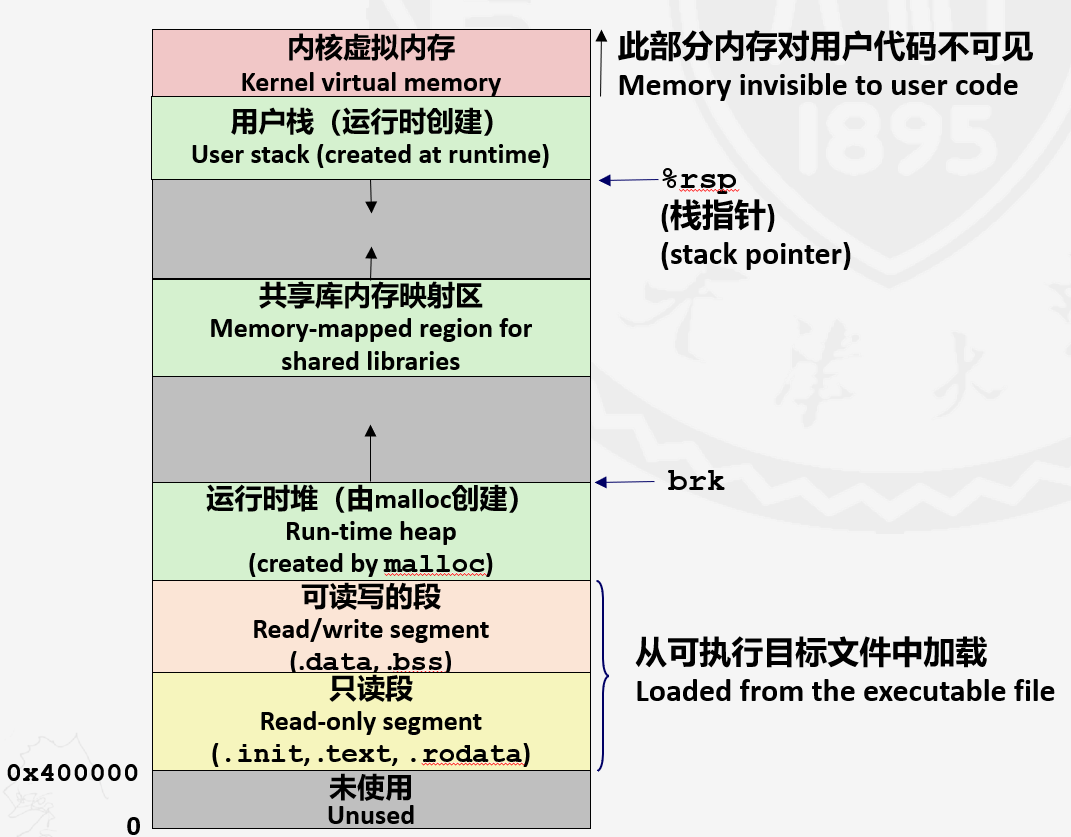 内核虚拟内存
Kernel virtual memory
此部分内存对用户代码不可见
Memory invisible to user code
用户栈（运行时创建）
User stack (created at runtime)
%rsp
(栈指针)
(stack pointer)
共享库内存映射区
Memory-mapped region for
shared libraries
brk
运行时堆（由malloc创建）
Run-time heap
(created by malloc)
可读写的段
Read/write segment
(.data, .bss)
从可执行目标文件中加载
Loaded from the executable file
只读段
Read-only segment
(.init, .text, .rodata)
0x400000
未使用
Unused
0
1895
天津大